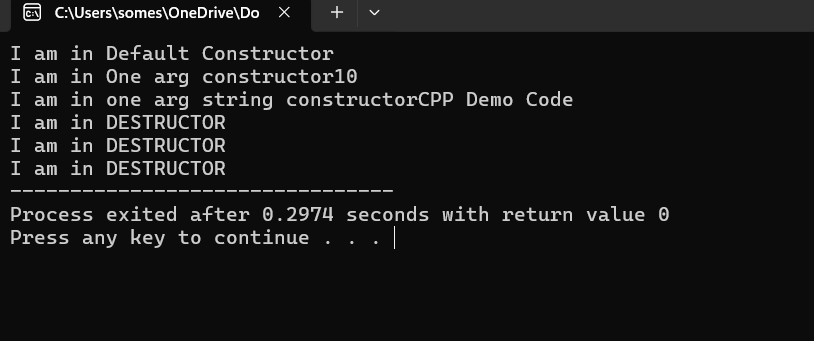 C:\Users\somes\OneDrive\Do
I am in Default Constructor
I am in One arg constructor10
I am in one arg string constructorCPP Demo Code
I am in DESTRUCTOR
I am in DESTRUCTOR
I am in DESTRUCTOR
--------------------------------
Process exited after 0.2974 seconds with return value 0
Press any key to continue . . .